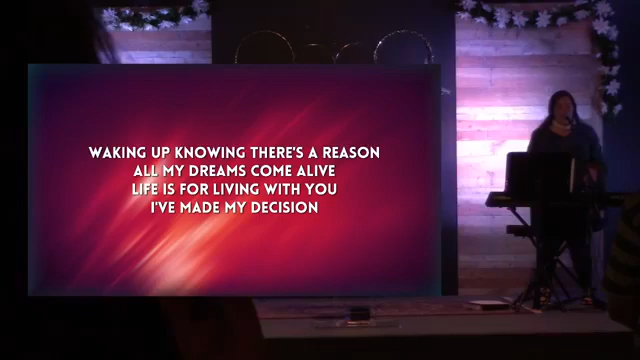 WAKING UP KNOWING THERE'S A REASON
ALL MY DREAMS COME ALIVE
LIFE IS FOR LIVING WITH YOU
I'VE MADE MY DECISION